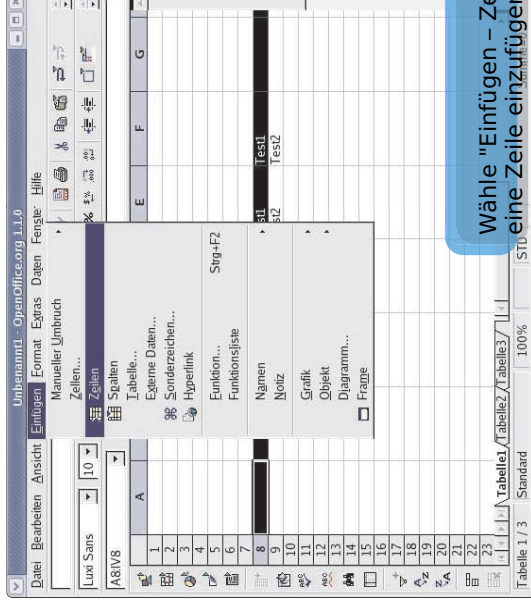 Unbenannt1 - OpenOffice.org 1.1.0
Datei Bearbeiten Ansicht Einfügen Format Extras Daten Fenster Hilfe
Luxi Sans 10
A8IV8
A E F G
Manueller Umbruch
Zellen...
Zeilen
Spalten
Tabelle...
Externe Daten...
Sonderzeichen...
Hyperlink
Funktion... Strg+F2
Funktionsliste
Namen
Notiz
Grafik
Objekt
Diagramm...
Frame
1
2
3
4
5
6
7
8 st1 Test1
9 st2 Test2
10
11
12
13
14
15
16
17
18
19
20
21
22
23
Tabelle1 Tabelle2 Tabelle3
Tabelle 1 / 3 Standard 100% STD
Wähle "Einfügen – Ze
eine Zeile einzufügen